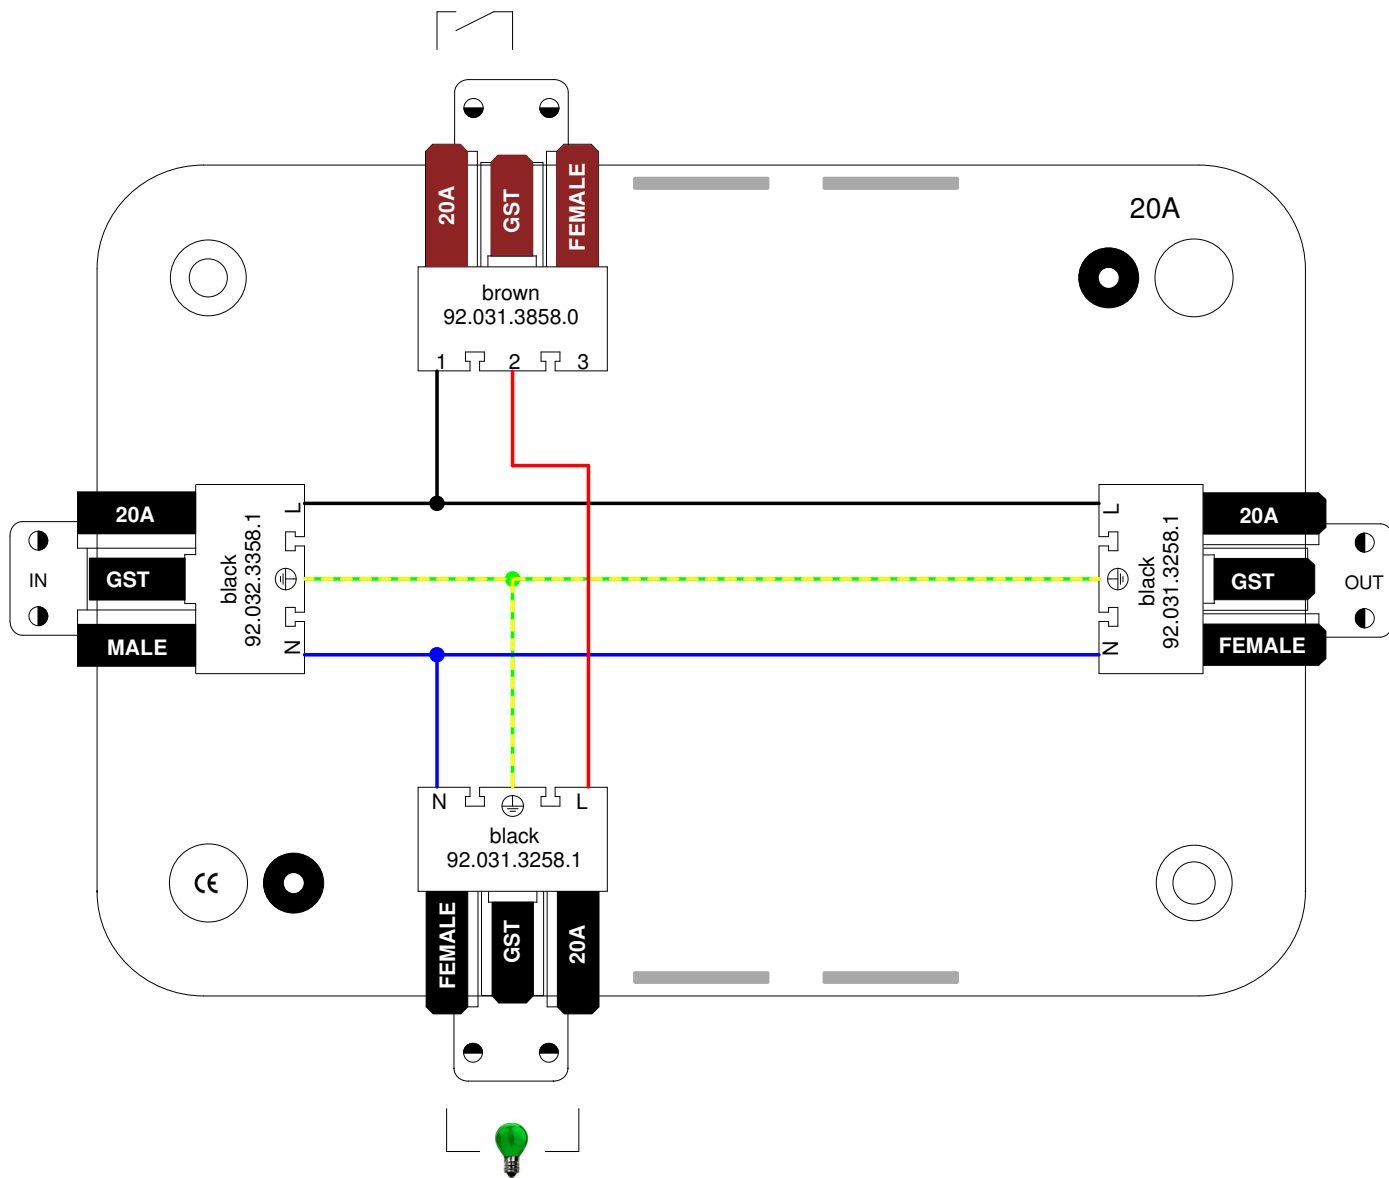 20A
GST
FEMALE
20A
brown
92.031.3858.0
1 2 3
20A
GST
MALE
IN
black
92.032.3358.1
L
N
L
N
black
92.031.3258.1
20A
GST
FEMALE
OUT
N L
black
92.031.3258.1
CE
FEMALE
GST
20A